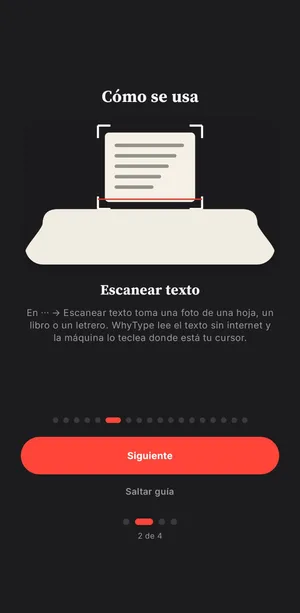 Cómo se usa
Escanear texto
En ··· → Escanear texto toma una foto de una hoja, un
libro o un letrero. WhyType lee el texto sin internet y
la máquina lo teclea donde está tu cursor.
Siguiente
Saltar guía
2 de 4